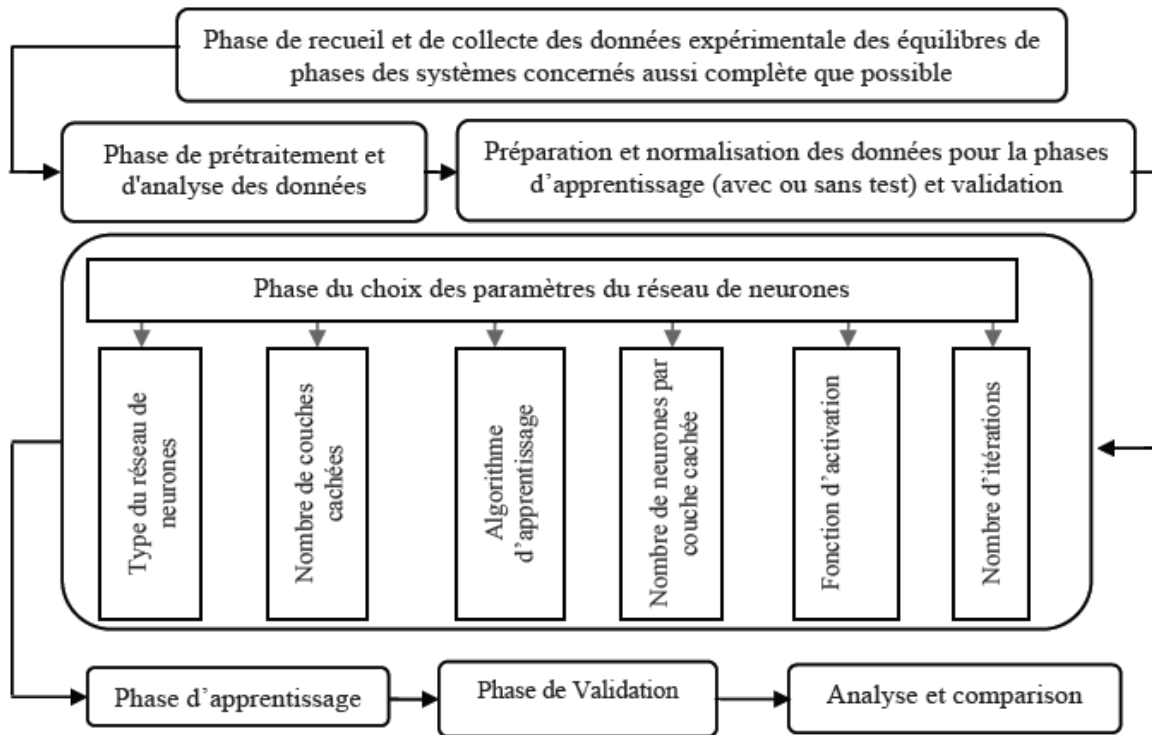 Phase de recueil et de collecte des données expérimentale des équilibres de
phases des systèmes concernés aussi complète que possible
Phase de prétraitement et
d'analyse des données
Préparation et normalisation des données pour la phases
d’apprentissage (avec ou sans test) et validation
Phase du choix des paramètres du réseau de neurones
Type du réseau de
neurones
Nombre de couches
cachées
Algorithme
d’apprentissage
Nombre de neurones par
couche cachée
Fonction d’activation
Nombre d’itérations
Phase d’apprentissage
Phase de Validation
Analyse et comparison